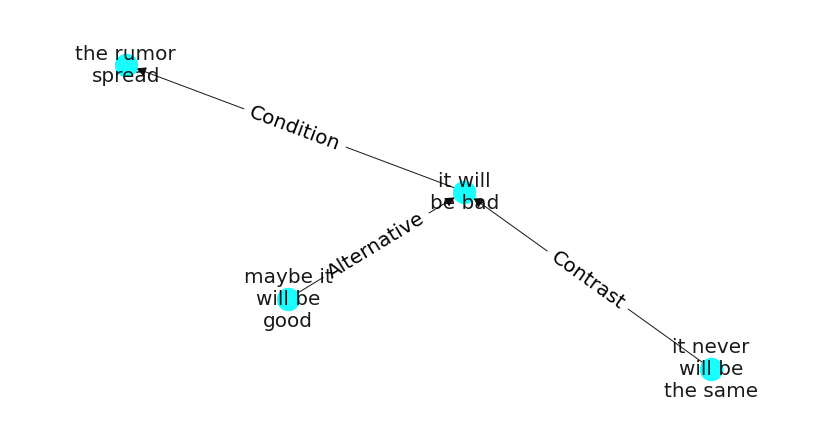 the rumor
spread
Condition
it will
be bad
Alternative
Contrast
maybe it
will be
good
it never
will be
the same